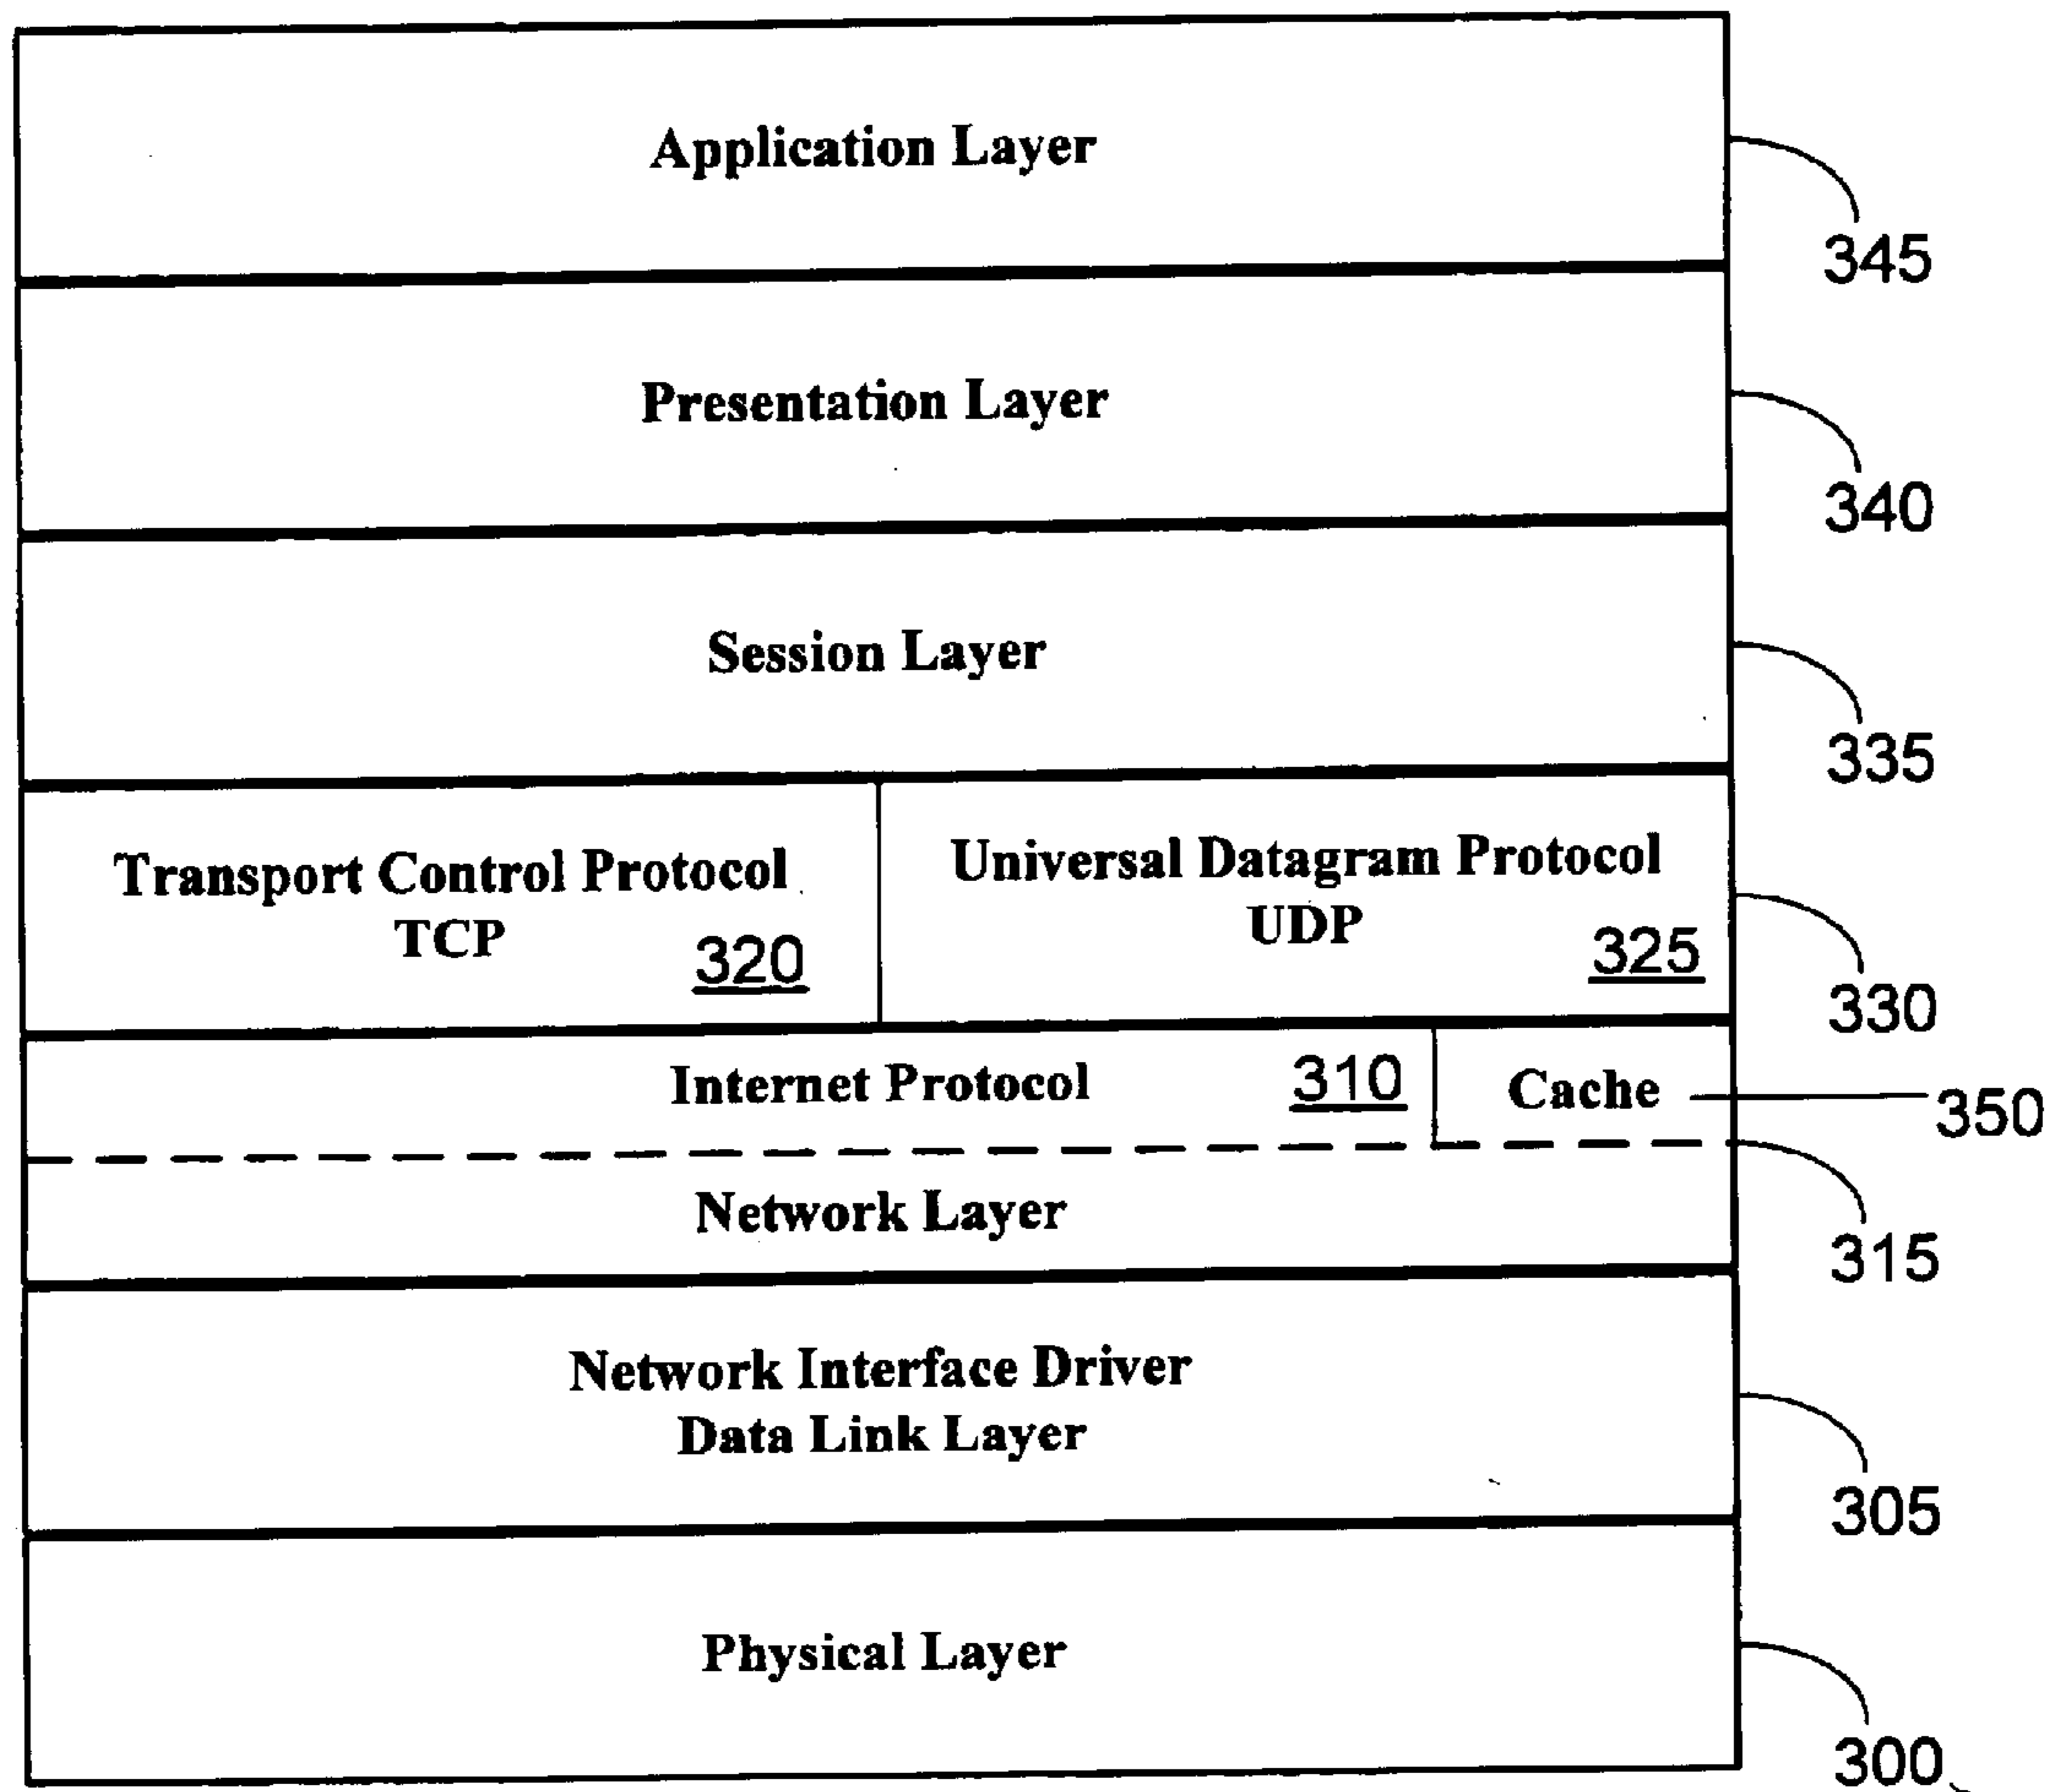 Application Layer
345
Presentation Layer
340
Session Layer
335
Transport Control Protocol
TCP
320
Universal Datagram Protocol
UDP
325
330
Internet Protocol
310
Cache
350
Network Layer
315
Network Interface Driver
Data Link Layer
305
Physical Layer
300